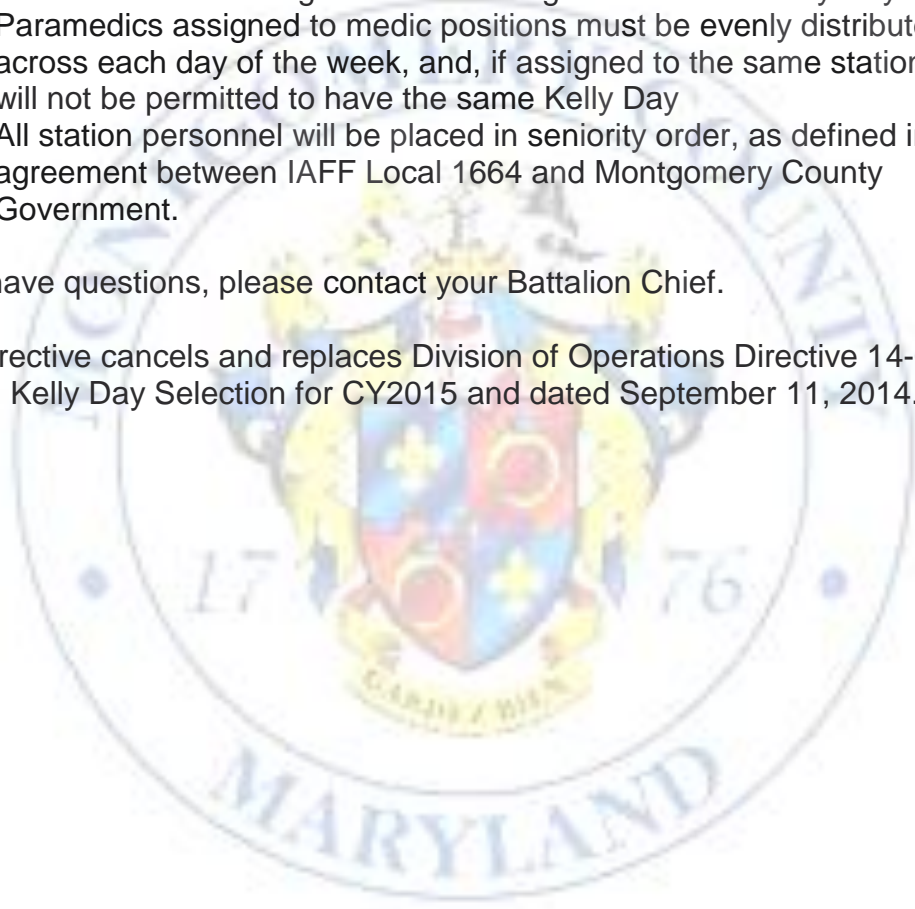 Paramedics assigned to medic positions must be evenly distribute
across each day of the week, and, if assigned to the same station
will not be permitted to have the same Kelly Day
All station personnel will be placed in seniority order, as defined i
agreement between IAFF Local 1664 and Montgomery County
Government.
have questions, please contact your Battalion Chief.
rective cancels and replaces Division of Operations Directive 14-
Kelly Day Selection for CY2015 and dated September 11, 2014.
MONTGOMERY COUNTY
17 76
GARDEZ BIEN
MARYLAND